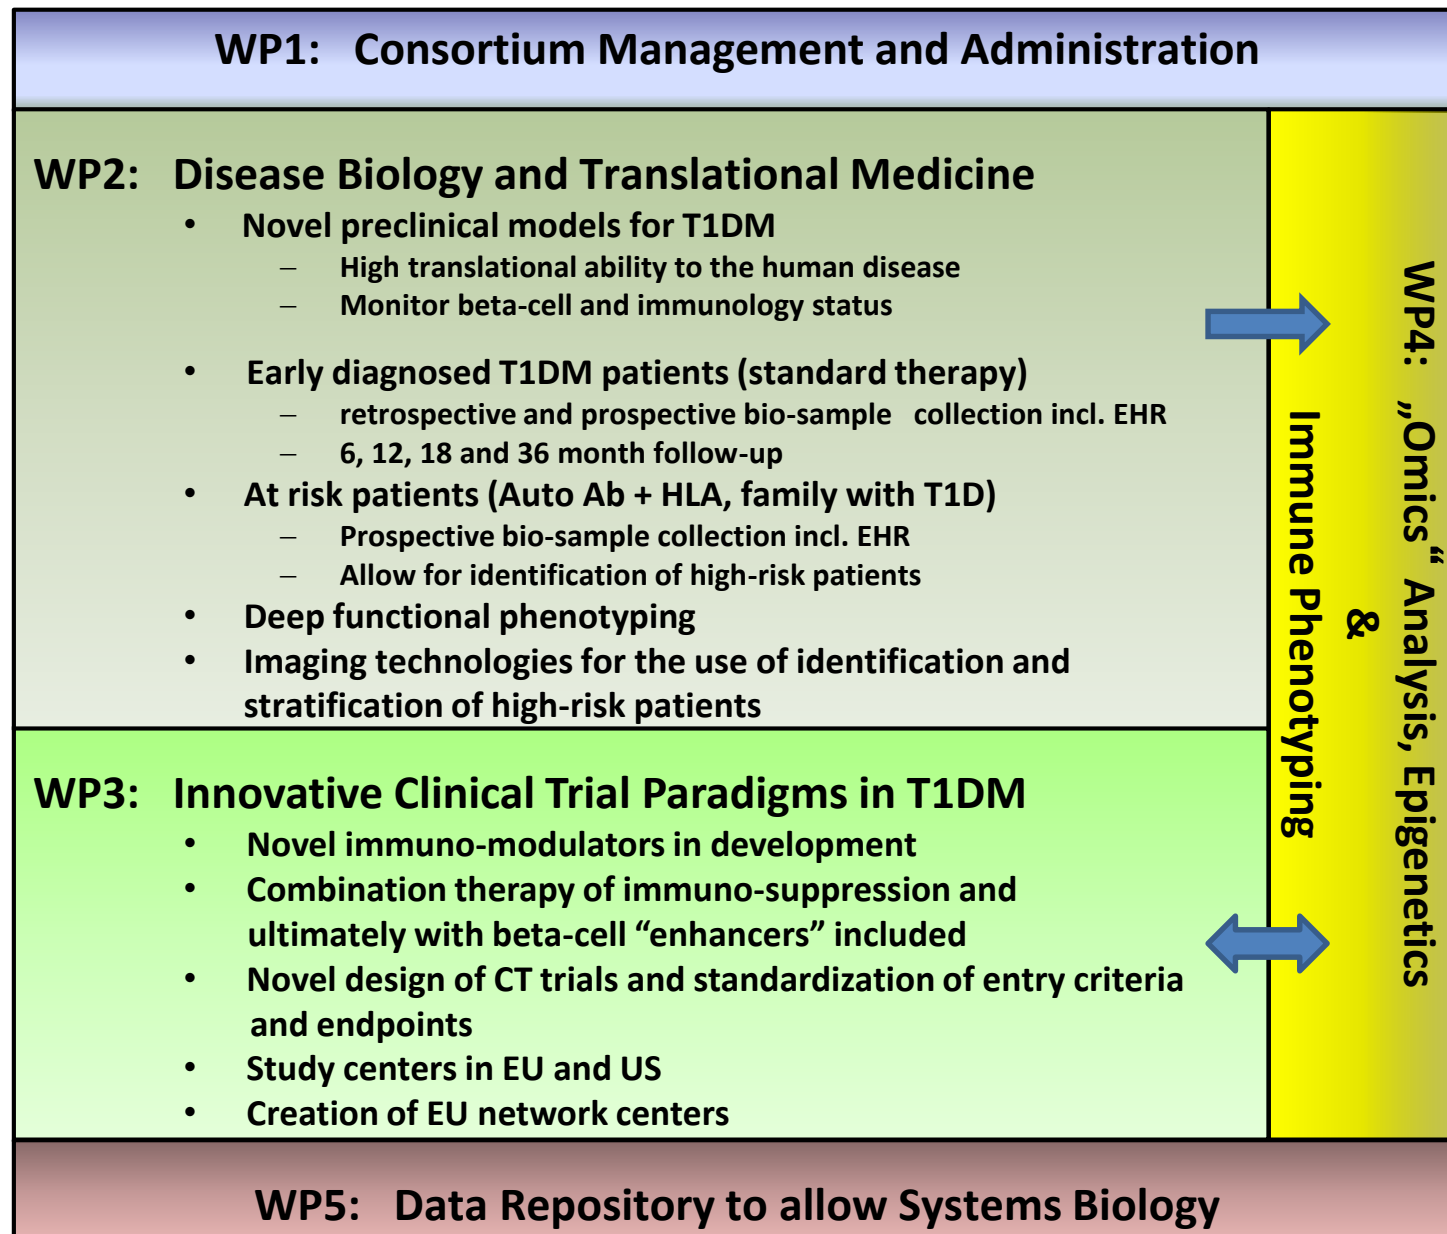 WP1: Consortium Management and Administration
WP2: Disease Biology and Translational Medicine
• Novel preclinical models for T1DM
– High translational ability to the human disease
– Monitor beta-cell and immunology status
• Early diagnosed T1DM patients (standard therapy)
– retrospective and prospective bio-sample collection incl. EHR
– 6, 12, 18 and 36 month follow-up
• At risk patients (Auto Ab + HLA, family with T1D)
– Prospective bio-sample collection incl. EHR
– Allow for identification of high-risk patients
• Deep functional phenotyping
• Imaging technologies for the use of identification and
stratification of high-risk patients
WP3: Innovative Clinical Trial Paradigms in T1DM
• Novel immuno-modulators in development
• Combination therapy of immuno-suppression and
ultimately with beta-cell “enhancers” included
• Novel design of CT trials and standardization of entry criteria
and endpoints
• Study centers in EU and US
• Creation of EU network centers
WP4: „Omics“ Analysis, Epigenetics
&
Immune Phenotyping
WP5: Data Repository to allow Systems Biology